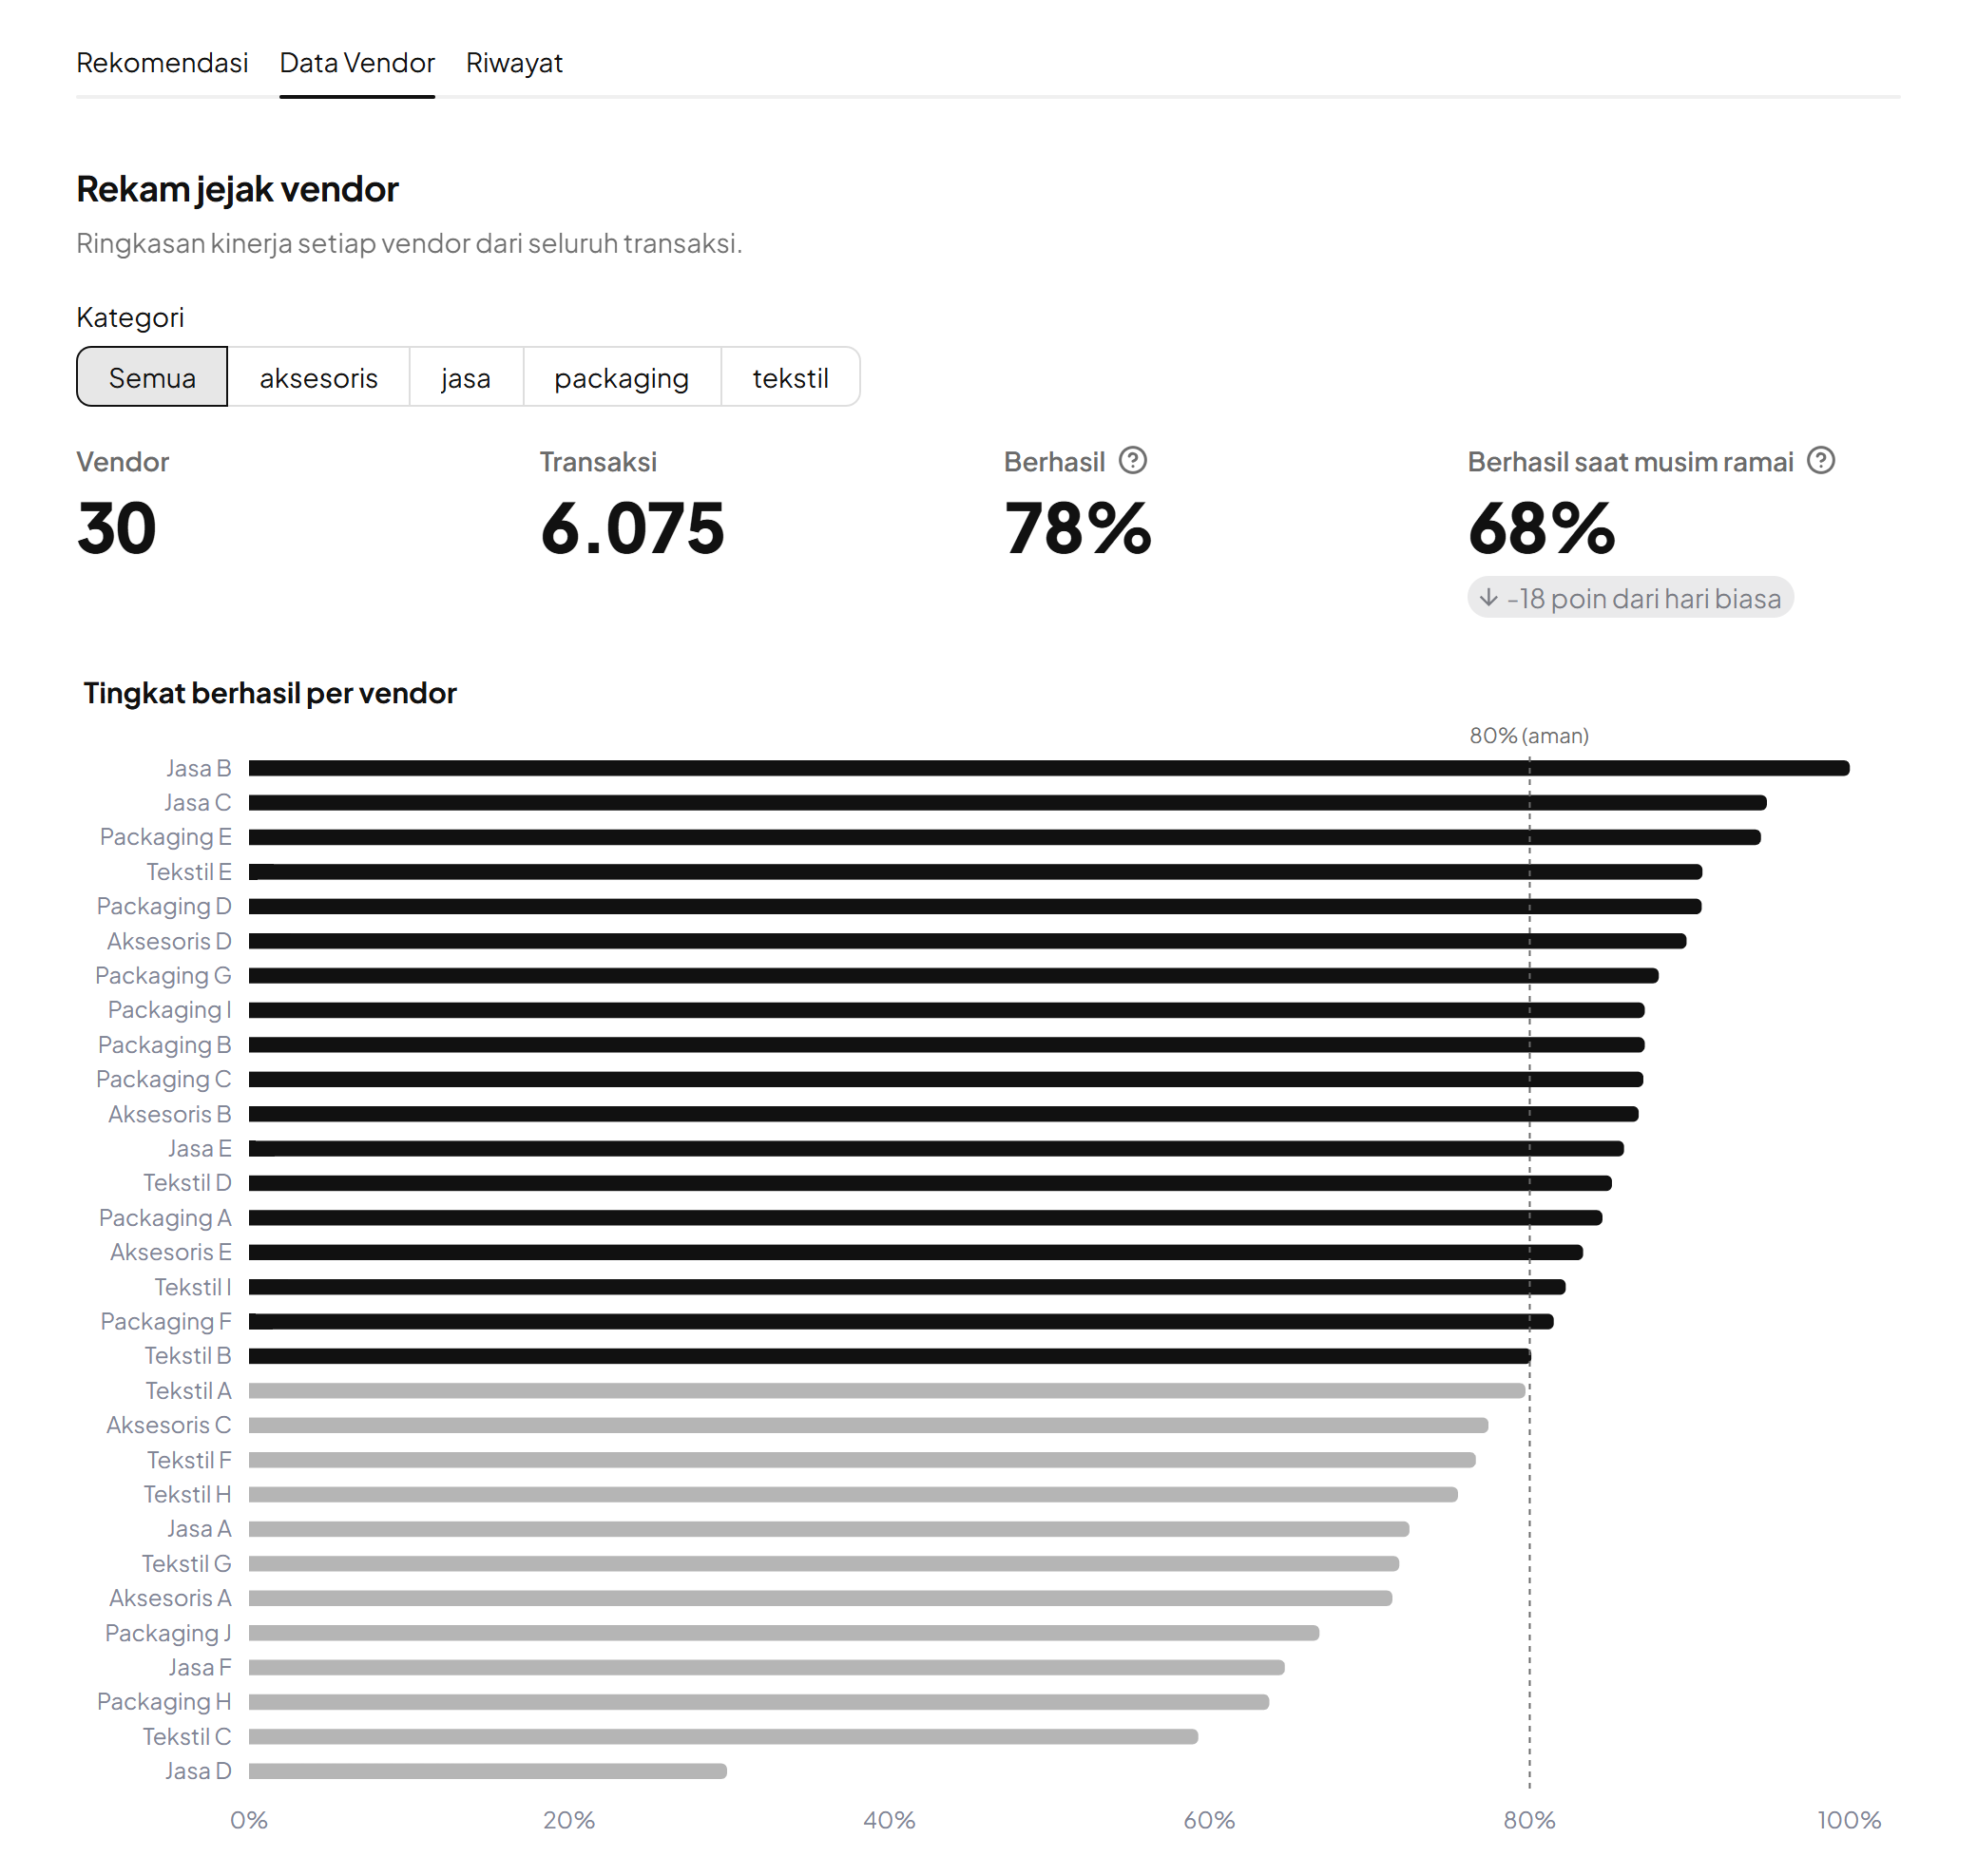 Rekomendasi Data Vendor Riwayat
Rekam jejak vendor
Ringkasan kinerja setiap vendor dari seluruh transaksi.
Kategori
Semua aksesoris jasa packaging tekstil
Vendor
30
Transaksi
6.075
Berhasil ?
78%
Berhasil saat musim ramai ?
68%
↓ -18 poin dari hari biasa
Tingkat berhasil per vendor
80% (aman)
Jasa B
Jasa C
Packaging E
Tekstil E
Packaging D
Aksesoris D
Packaging G
Packaging I
Packaging B
Packaging C
Aksesoris B
Jasa E
Tekstil D
Packaging A
Aksesoris E
Tekstil I
Packaging F
Tekstil B
Tekstil A
Aksesoris C
Tekstil F
Tekstil H
Jasa A
Tekstil G
Aksesoris A
Packaging J
Jasa F
Packaging H
Tekstil C
Jasa D
0% 20% 40% 60% 80% 100%